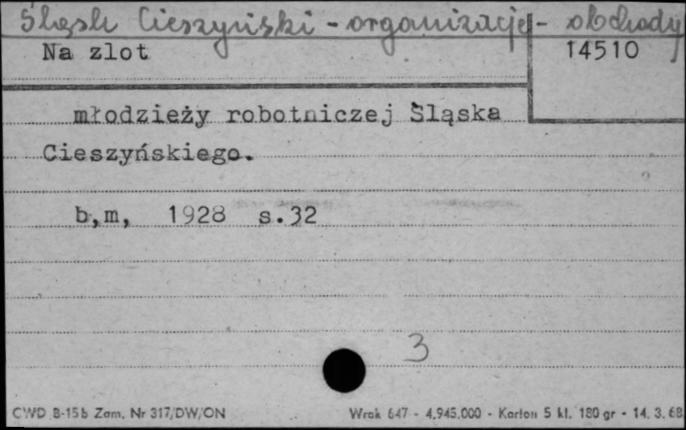 Śląsk Cieszyński - organizacje - obchody
Na zlot
14510
młodzieży robotniczej Śląska
Cieszyńskiego.
b,m, 1928 s.32
3
CWD B-15b Zam. Nr 317/DW/ON
Wrak 647 - 4.945.000 - Karton 5 kl. 180 gr - 14. 3. 68